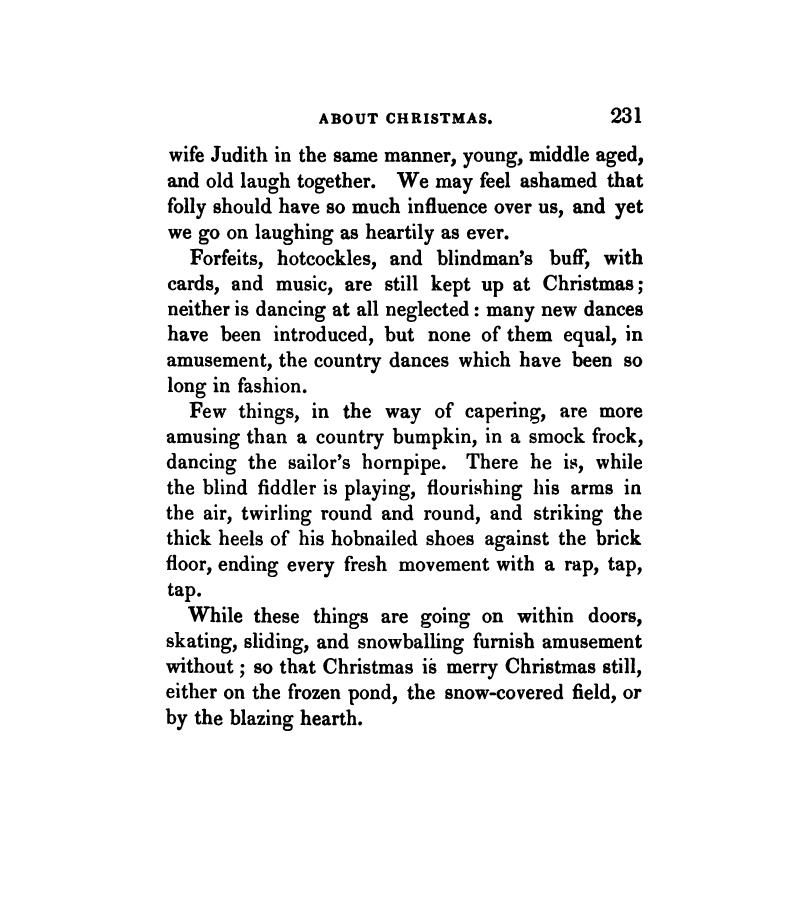 ABOUT CHRISTMAS. 231
wife Judith in the same manner, young, middle aged,
and old laugh together. We may feel ashamed that
folly should have so much influence over us, and yet
we go on laughing as heartily as ever.
Forfeits, hotcockles, and blindman's buff, with
cards, and music, are still kept up at Christmas;
neither is dancing at all neglected : many new dances
have been introduced, but none of them equal, in
amusement, the country dances which have been so
long in fashion.
Few things, in the way of capering, are more
amusing than a country bumpkin, in a smock frock,
dancing the sailor's hornpipe. There he is, while
the blind fiddler is playing, flourishing his arms in
the air, twirling round and round, and striking the
thick heels of his hobnailed shoes against the brick
floor, ending every fresh movement with a rap, tap,
tap.
While these things are going on within doors,
skating, sliding, and snowballing furnish amusement
without ; so that Christmas is merry Christmas still,
either on the frozen pond, the snow-covered field, or
by the blazing hearth.